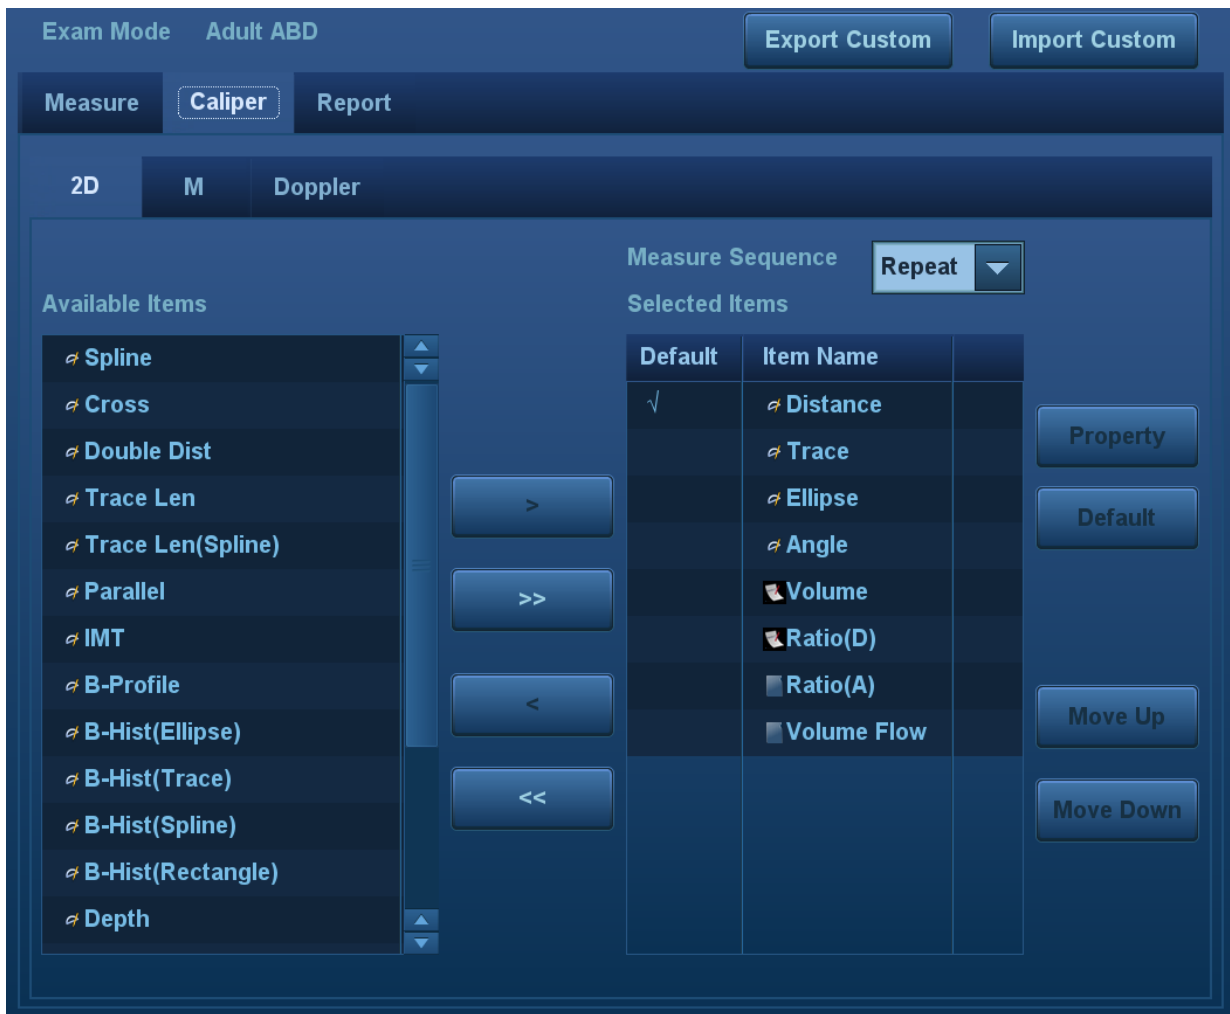 Exam Mode Adult ABD Export Custom Import Custom
Measure Caliper Report
2D M Doppler
Measure Sequence Repeat
Available Items Selected Items
Spline Default Item Name
Cross √ Distance
Double Dist Trace
Trace Len Ellipse
Trace Len(Spline) Angle
Parallel Volume
IMT Ratio(D)
B-Profile Ratio(A)
B-Hist(Ellipse) Volume Flow
B-Hist(Trace)
B-Hist(Spline)
B-Hist(Rectangle)
Depth
>
>>
<
<<
Property
Default
Move Up
Move Down